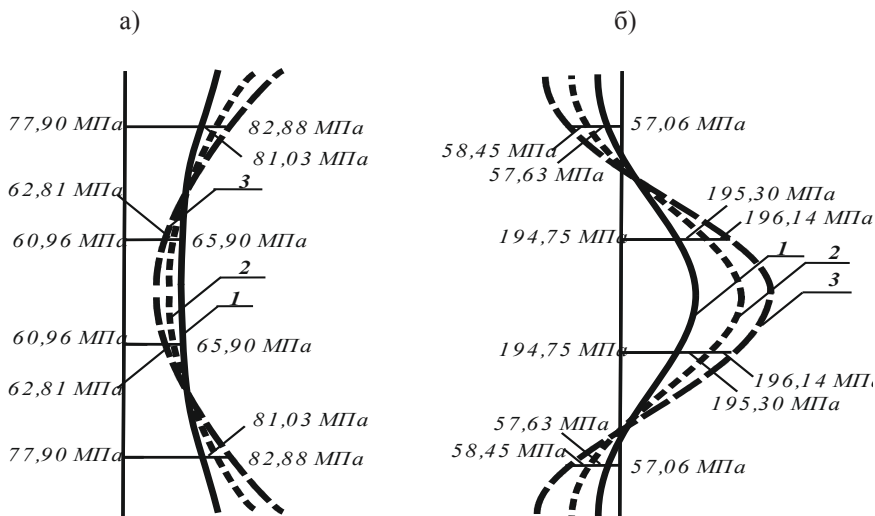 а)
б)
77,90 МПа
82,88 МПа
81,03 МПа
62,81 МПа
3
60,96 МПа
65,90 МПа
2
1
60,96 МПа
65,90 МПа
62,81 МПа
81,03 МПа
77,90 МПа
82,88 МПа
57,06 МПа
58,45 МПа
57,63 МПа
195,30 МПа
196,14 МПа
194,75 МПа
1
2
3
194,75 МПа
196,14 МПа
195,30 МПа
57,63 МПа
58,45 МПа
57,06 МПа